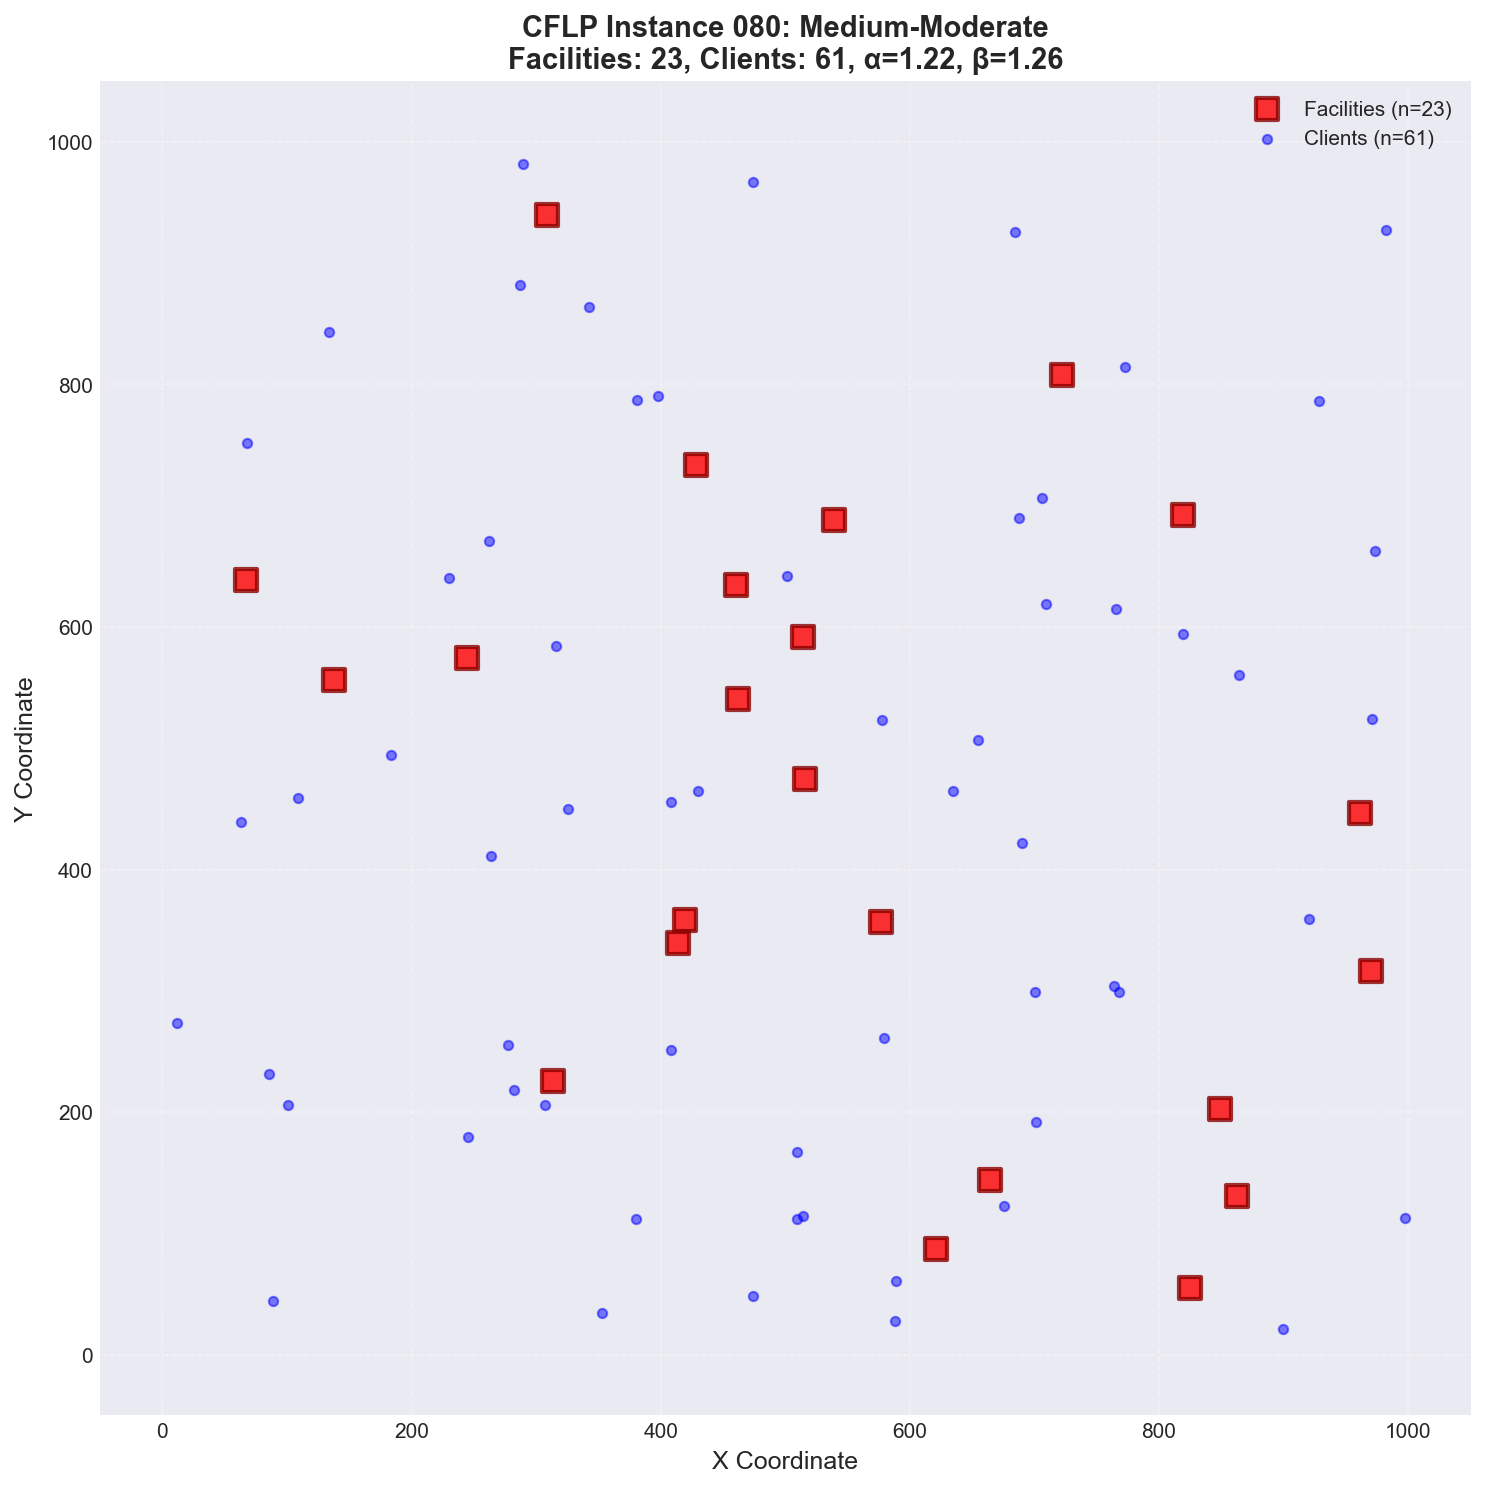 CFLP Instance 080: Medium-Moderate
Facilities: 23, Clients: 61, α=1.22, β=1.26
Facilities (n=23)
Clients (n=61)
1000
800
600
400
200
0
Y Coordinate
0
200
400
600
800
1000
X Coordinate